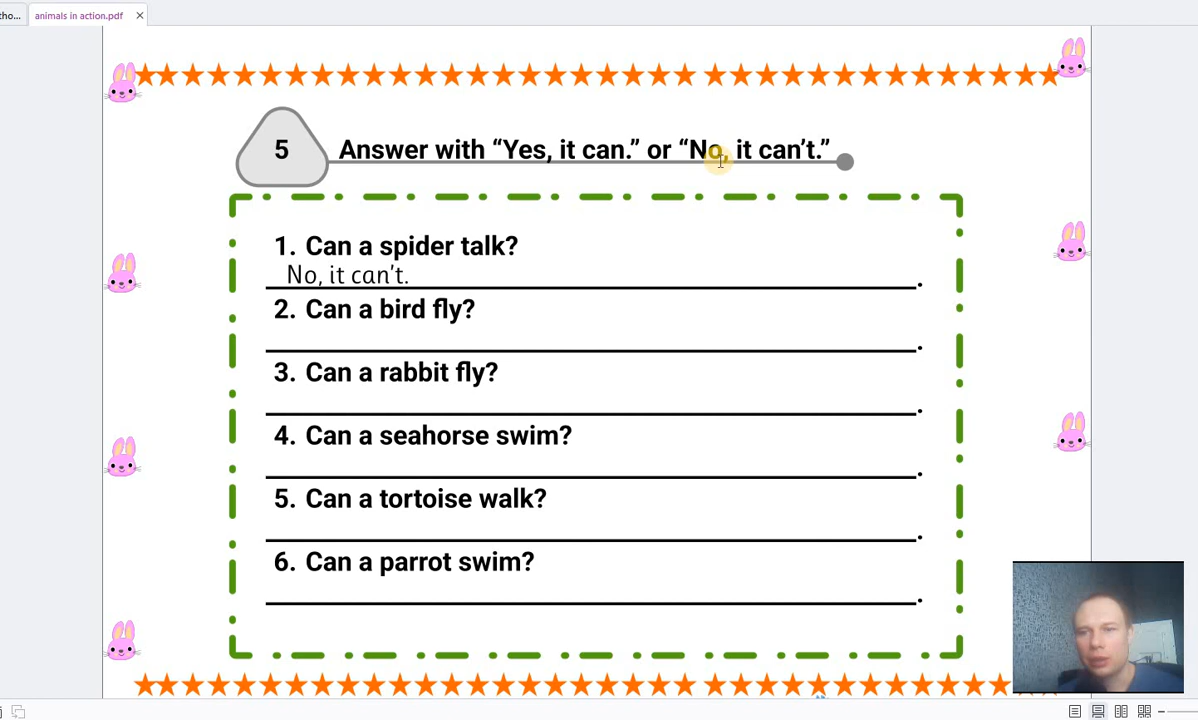 tho...
animals in action.pdf
5
Answer with “Yes, it can.” or “No, it can’t.”
1. Can a spider talk?
No, it can’t.
.
2. Can a bird fly?
.
3. Can a rabbit fly?
.
4. Can a seahorse swim?
.
5. Can a tortoise walk?
.
6. Can a parrot swim?
.